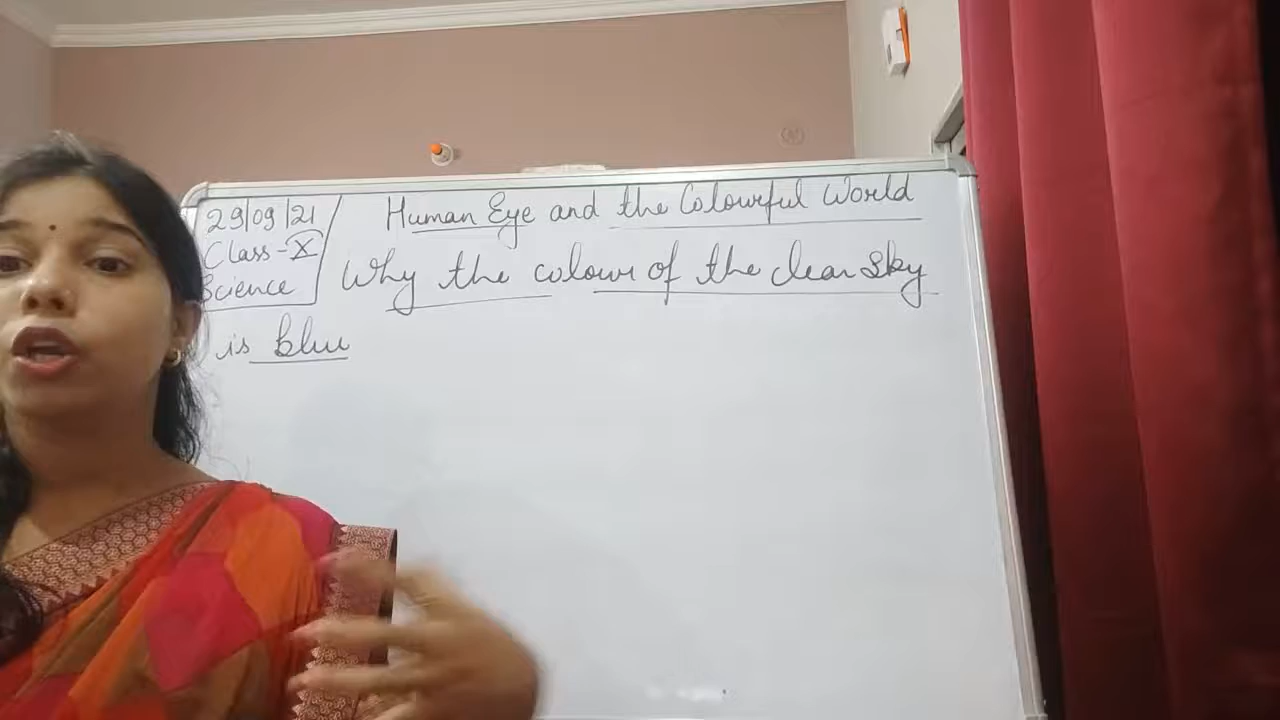 29/09/21
Class - X
Science
Human Eye and the Colourful World
Why the colour of the clear sky
is blue